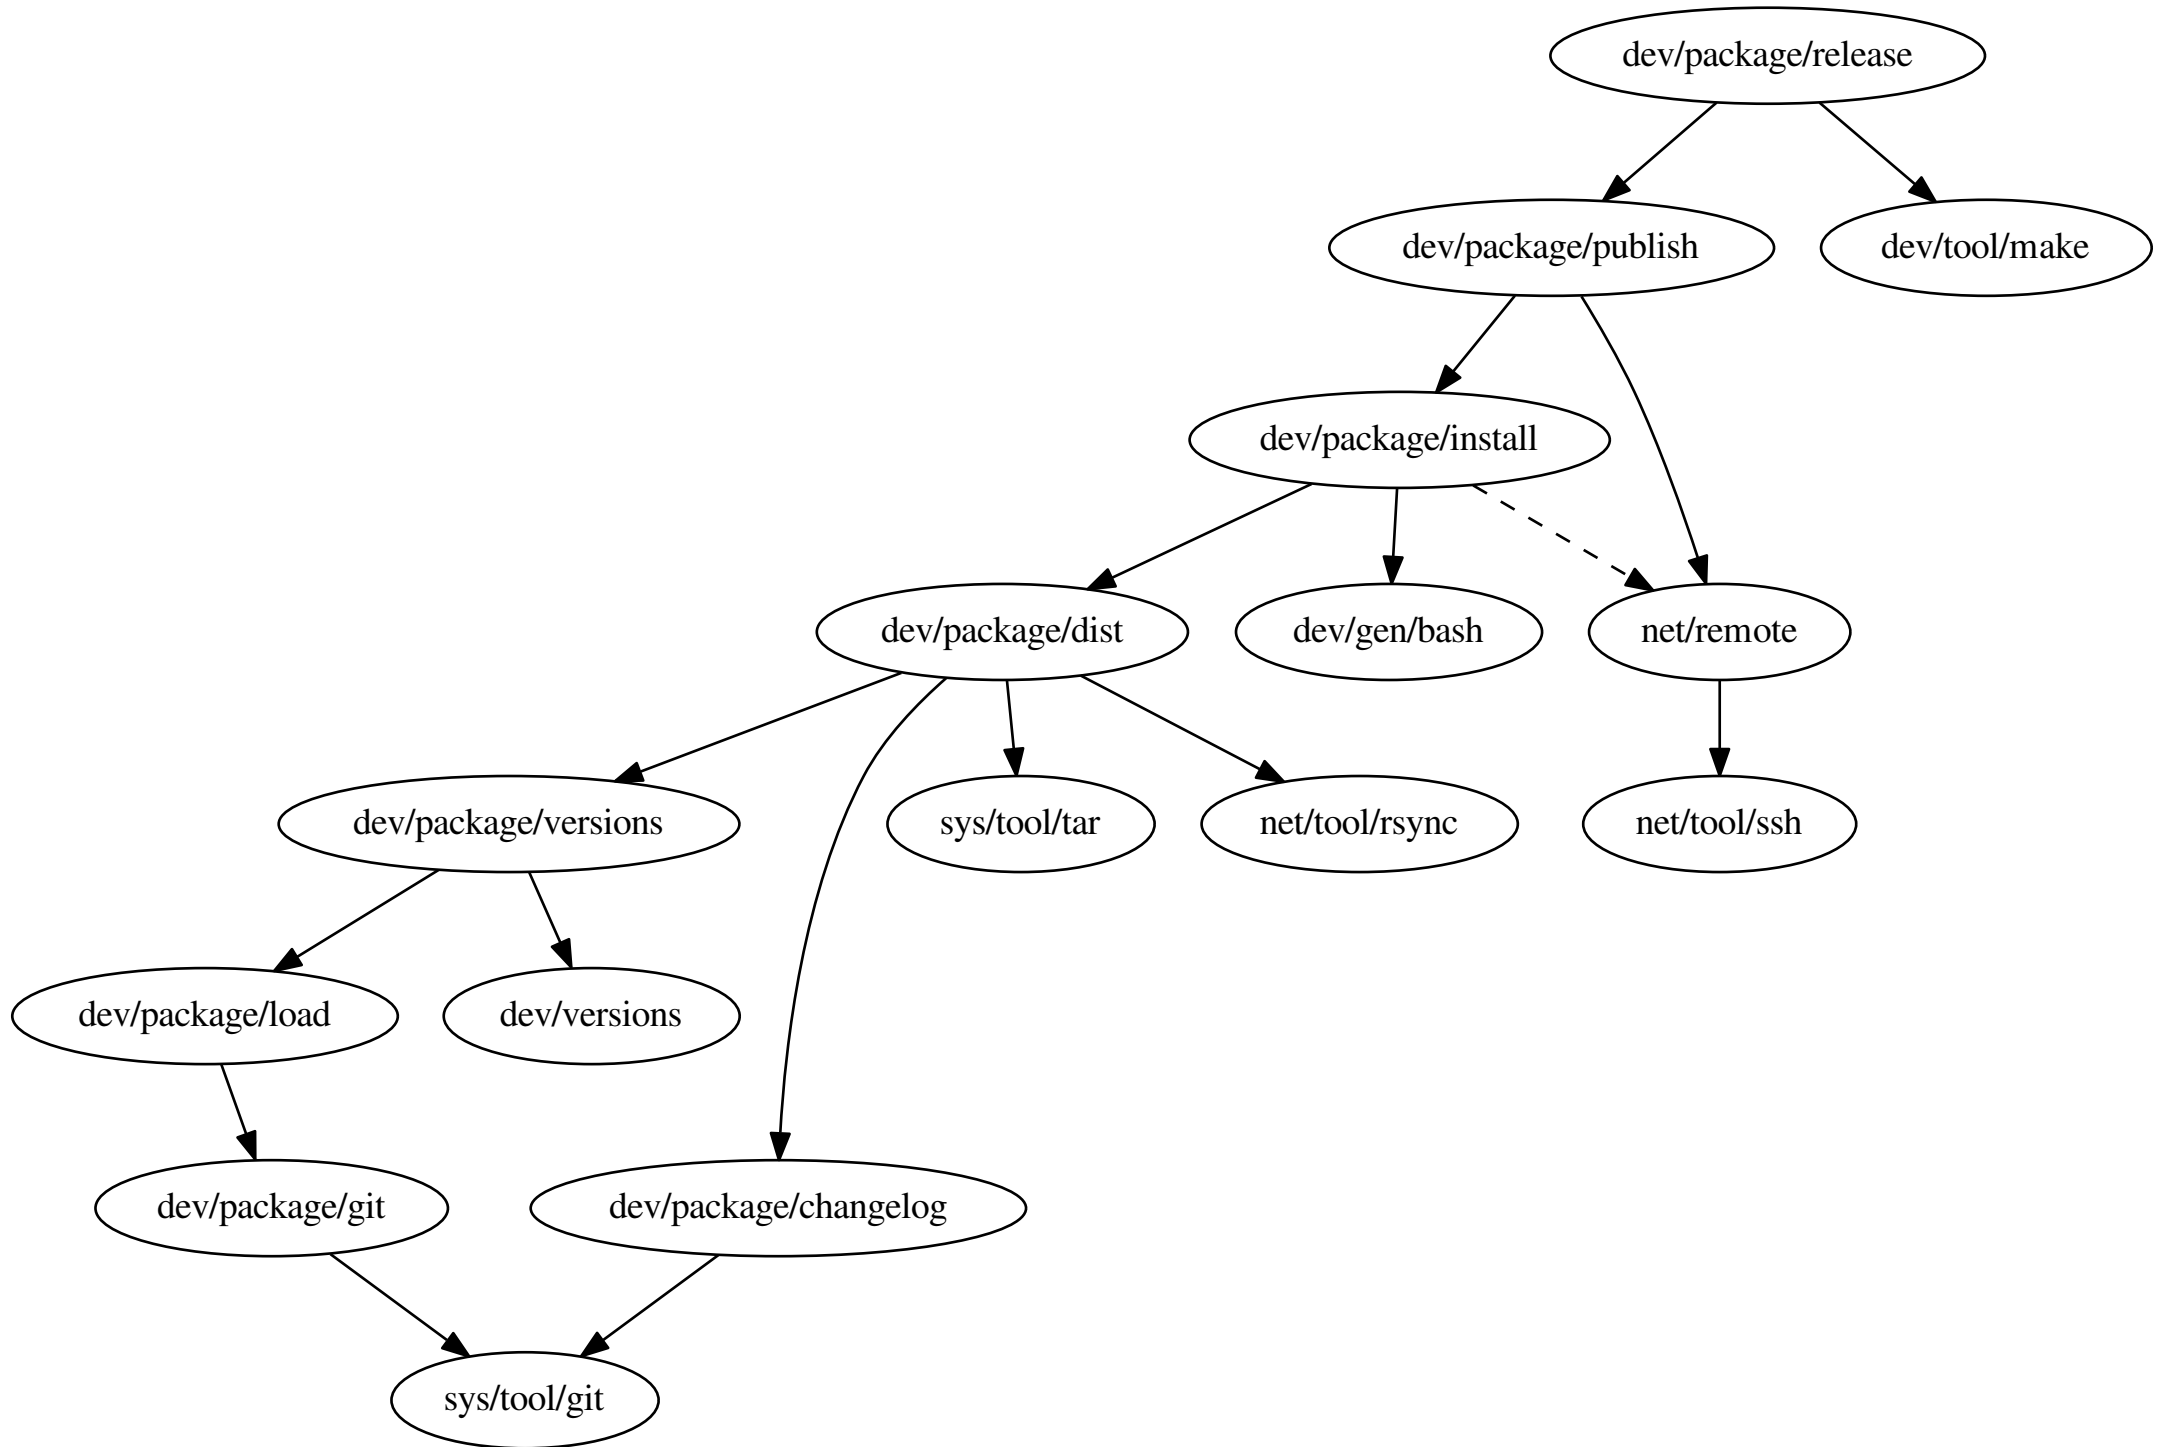 dev/package/release
dev/package/publish
dev/tool/make
dev/package/install
dev/package/dist
dev/gen/bash
net/remote
dev/package/versions
sys/tool/tar
net/tool/rsync
net/tool/ssh
dev/package/load
dev/versions
dev/package/git
dev/package/changelog
sys/tool/git